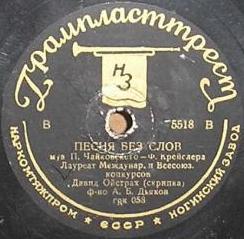 Грампласттрест
НЗ
В 5518 В
ПЕСНЯ БЕЗ СЛОВ
муз П. Чайковского – Ф. Крейслера
Лауреат Междунар. и Всесоюз.
конкурсов
Давид Ойстрах (скрипка)
ф-но А. Б. Дьяков
грк 058
НАРКОМТЯЖПРОМ ★ СССР ★ НОГИНСКИЙ ЗАВОД